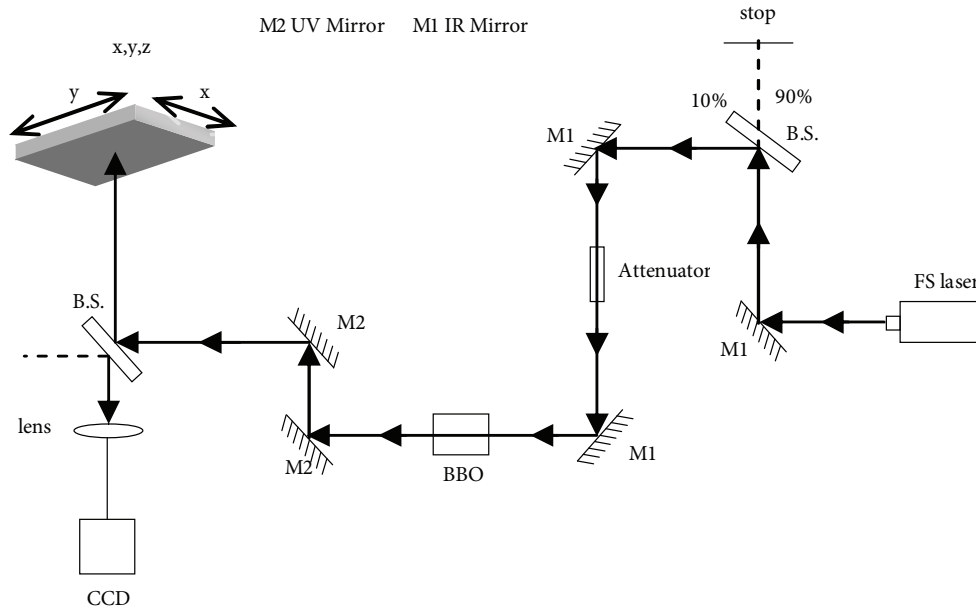 stop
M2 UV Mirror M1 IR Mirror
x,y,z
y
x
10%
90%
B.S.
M1
Attenuator
FS laser
B.S.
M2
M1
lens
M2
BBO
M1
CCD